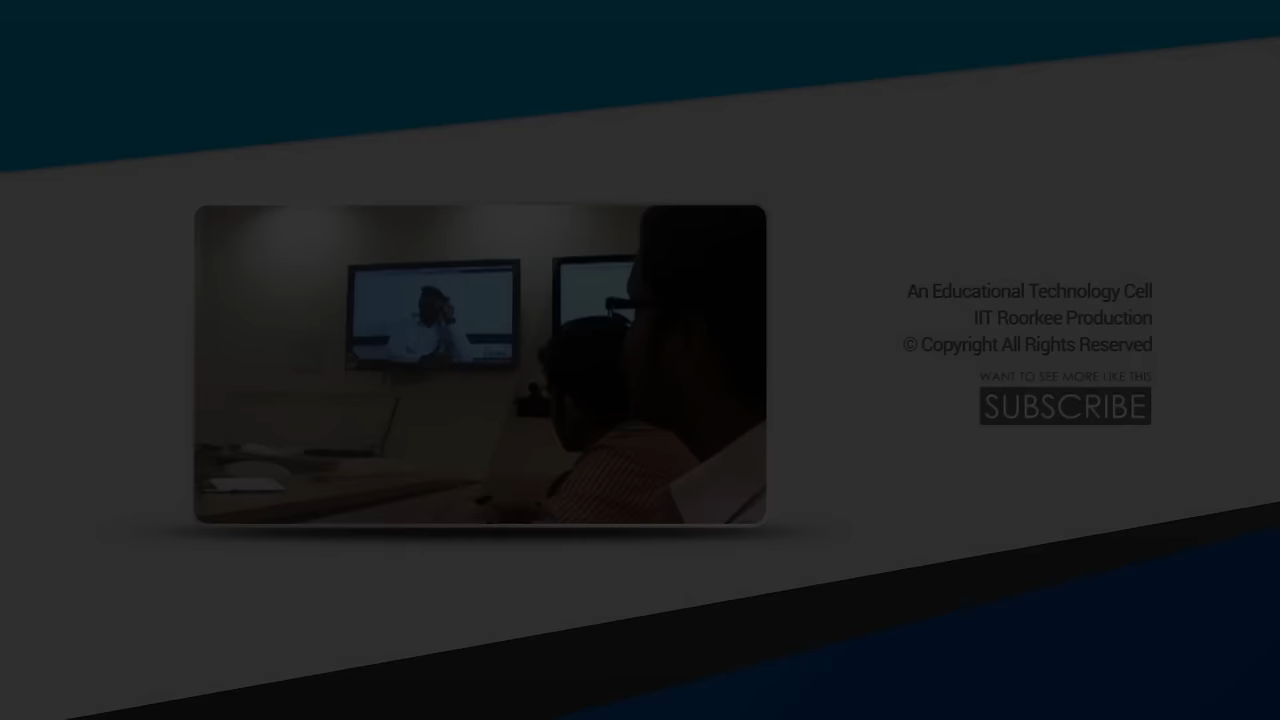 An Educational Technology Cell
IIT Roorkee Production
© Copyright All Rights Reserved
WANT TO SEE MORE LIKE THIS
SUBSCRIBE